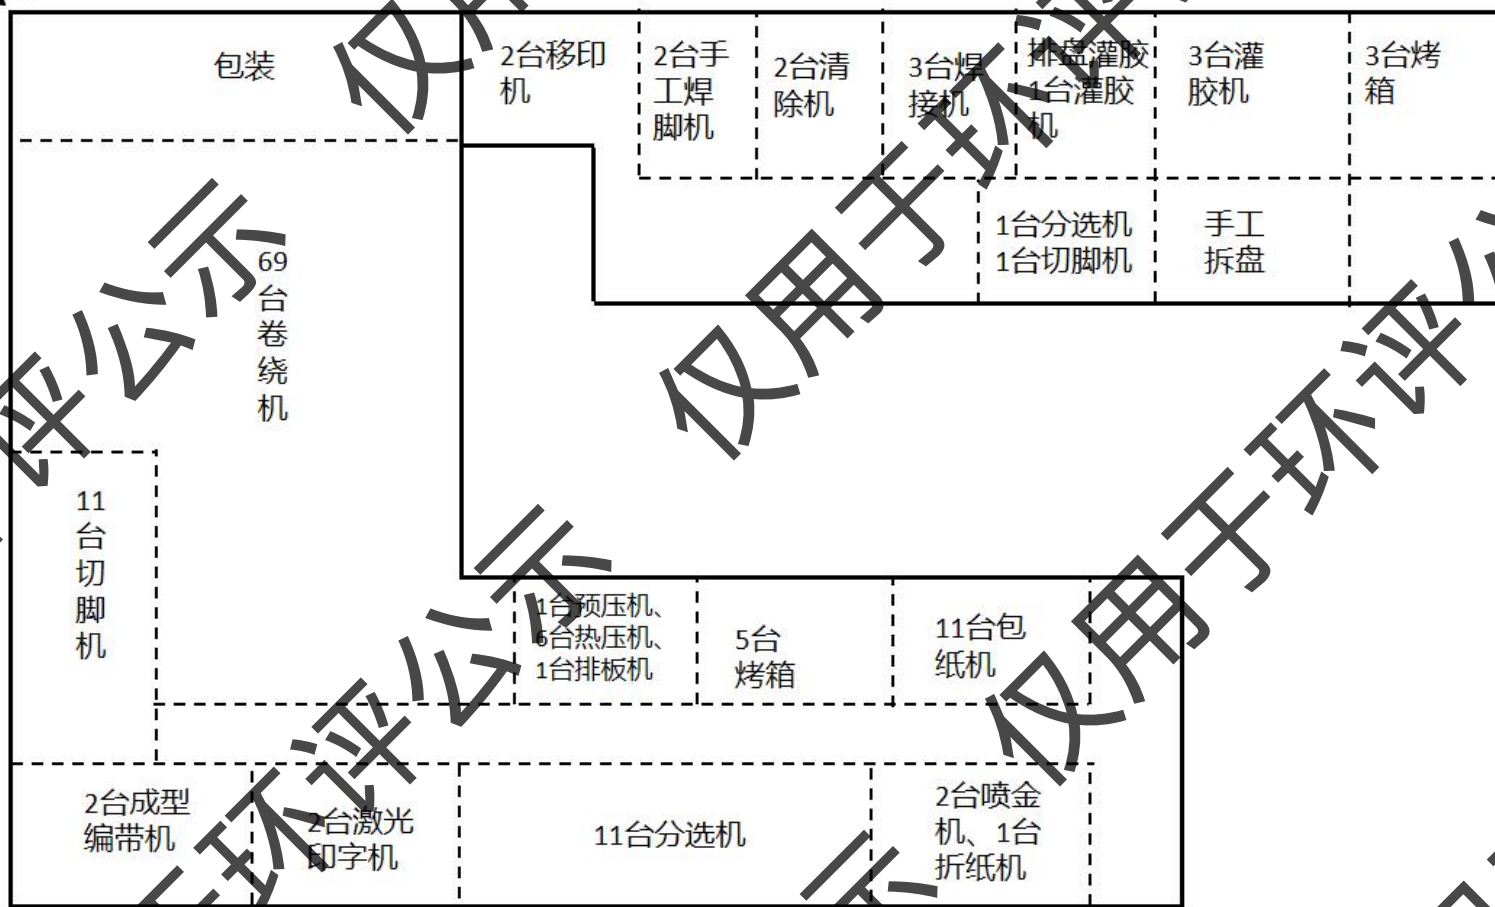 包装
2台移印
机
2台手
工焊
脚机
2台清
除机
3台焊
接机
排盘灌胶
1台灌胶
机
3台灌
胶机
3台烤
箱
1台分选机
1台切脚机
手工
拆盘
69
台
卷
绕
机
11
台
切
脚
机
1台预压机、
6台热压机、
1台排板机
5台
烤箱
11台包
纸机
2台成型
编带机
2台激光
印字机
11台分选机
2台喷金
机、1台
折纸机
仅用于环评
评公示
仅用于环评公
于环评公示
仅用于环评公
示